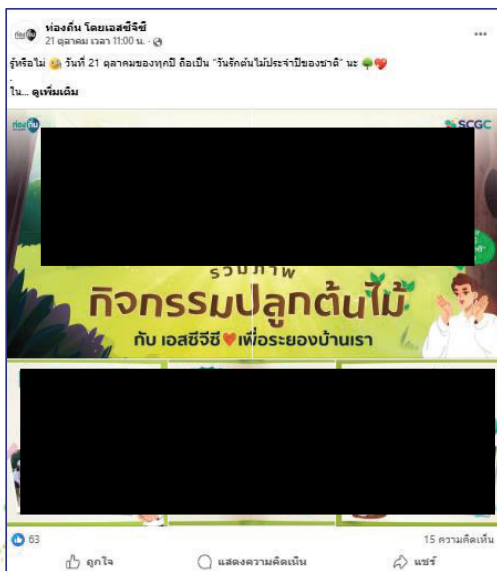 ท่องถิ่น โดยเอสซีจีซี
21 ตุลาคม เวลา 11:00 น.
รู้หรือไม่ วันที่ 21 ตุลาคมของทุกปี ถือเป็น "วันรักต้นไม้ประจำปีของชาติ" นะ
.
ใน... ดูเพิ่มเติม
ท่องถิ่น
SCGC
รวมภาพ
กิจกรรมปลูกต้นไม้
กับ เอสซีจีซี เพื่อระยองบ้านเรา
63
15 ความคิดเห็น
ถูกใจ
แสดงความคิดเห็น
แชร์